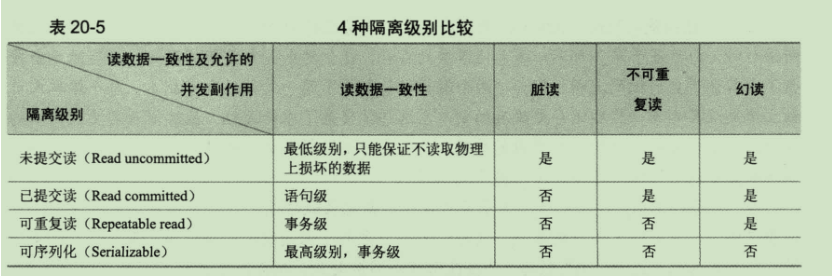 表 20-5 4 种隔离级别比较
读数据一致性及允许的
并发副作用
隔离级别
读数据一致性
脏读
不可重
复读
幻读
未提交读（Read uncommitted） 最低级别，只能保证不读取物理
上损坏的数据 是 是 是
已提交读（Read committed） 语句级 否 是 是
可重复读（Repeatable read） 事务级 否 否 是
可序列化（Serializable） 最高级别，事务级 否 否 否